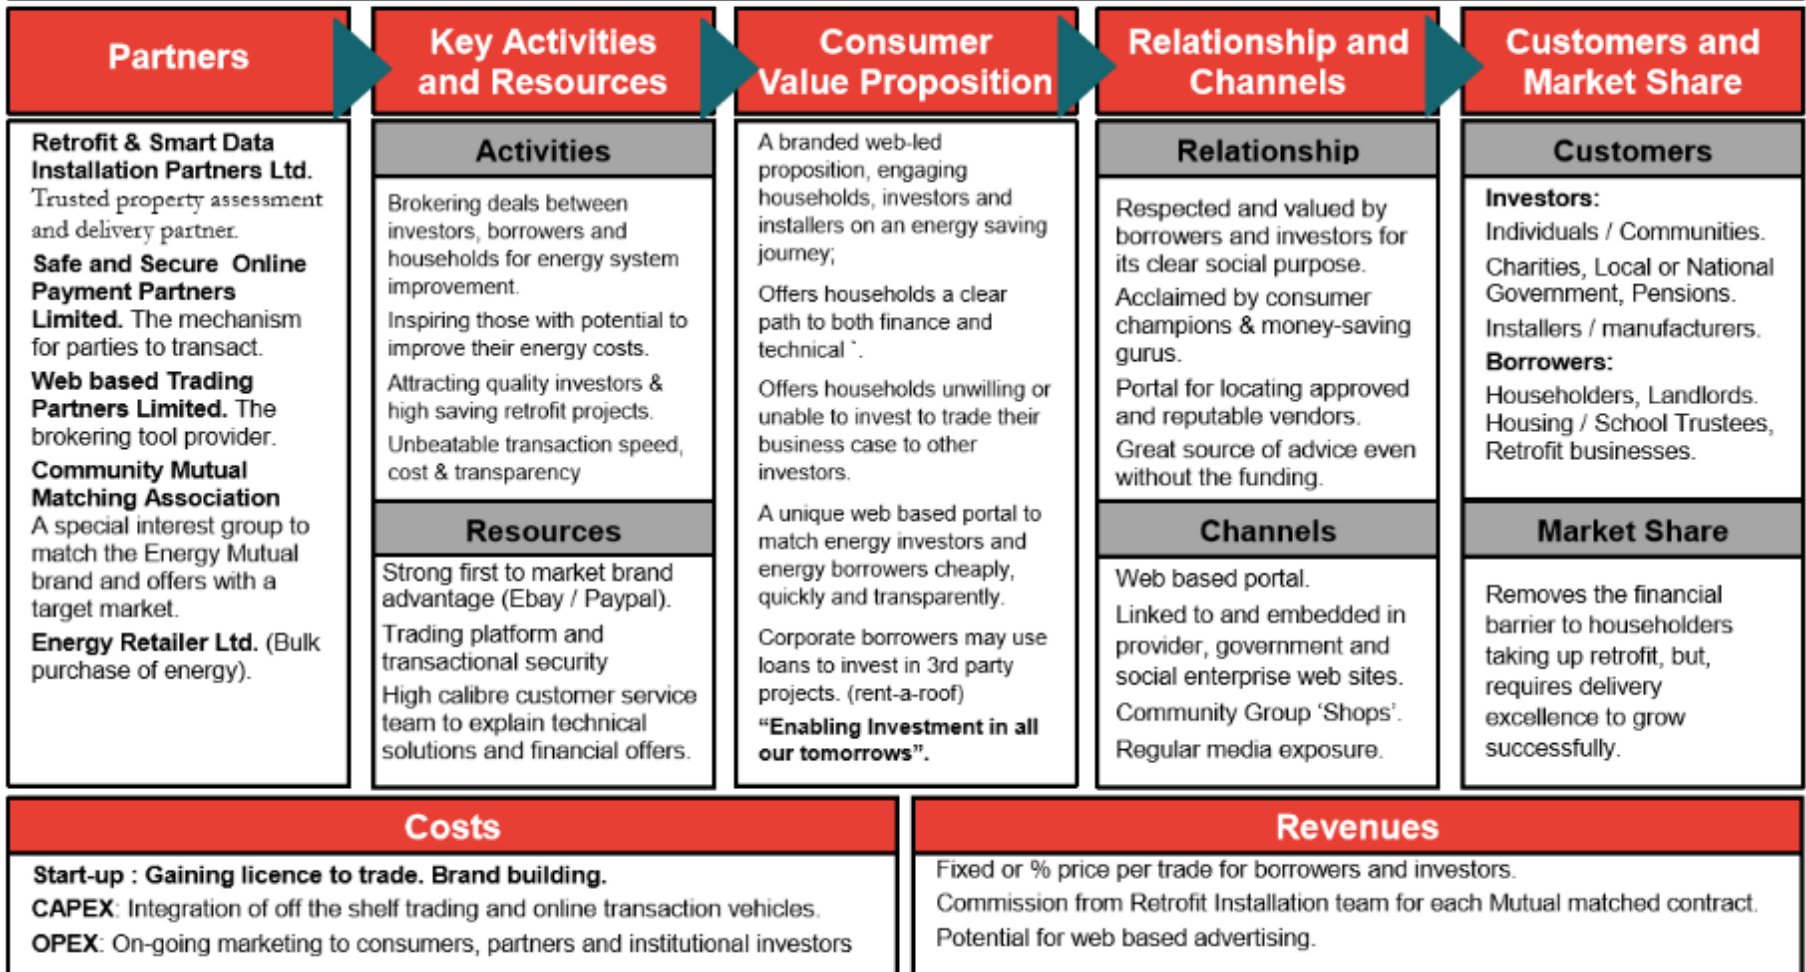 Partners
Retrofit & Smart Data
Installation Partners Ltd.
Trusted property assessment
and delivery partner.
Safe and Secure Online
Payment Partners
Limited. The mechanism
for parties to transact.
Web based Trading
Partners Limited. The
brokering tool provider.
Community Mutual
Matching Association
A special interest group to
match the Energy Mutual
brand and offers with a
target market.
Energy Retailer Ltd. (Bulk
purchase of energy).
Key Activities
and Resources
Activities
Brokering deals between
investors, borrowers and
households for energy system
improvement.
Inspiring those with potential to
improve their energy costs.
Attracting quality investors &
high saving retrofit projects.
Unbeatable transaction speed,
cost & transparency
Resources
Strong first to market brand
advantage (Ebay / Paypal).
Trading platform and
transactional security
High calibre customer service
team to explain technical
solutions and financial offers.
Consumer
Value Proposition
A branded web-led
proposition, engaging
households, investors and
installers on an energy saving
journey;
Offers households a clear
path to both finance and
technical `.
Offers households unwilling or
unable to invest to trade their
business case to other
investors.
A unique web based portal to
match energy investors and
energy borrowers cheaply,
quickly and transparently.
Corporate borrowers may use
loans to invest in 3rd party
projects. (rent-a-roof)
“Enabling Investment in all
our tomorrows”.
Relationship and
Channels
Relationship
Respected and valued by
borrowers and investors for
its clear social purpose.
Acclaimed by consumer
champions & money-saving
gurus.
Portal for locating approved
and reputable vendors.
Great source of advice even
without the funding.
Channels
Web based portal.
Linked to and embedded in
provider, government and
social enterprise web sites.
Community Group ‘Shops’.
Regular media exposure.
Customers and
Market Share
Customers
Investors:
Individuals / Communities.
Charities, Local or National
Government, Pensions.
Installers / manufacturers.
Borrowers:
Householders, Landlords.
Housing / School Trustees,
Retrofit businesses.
Market Share
Removes the financial
barrier to householders
taking up retrofit, but,
requires delivery
excellence to grow
successfully.
Costs
Start-up : Gaining licence to trade. Brand building.
CAPEX: Integration of off the shelf trading and online transaction vehicles.
OPEX: On-going marketing to consumers, partners and institutional investors
Revenues
Fixed or % price per trade for borrowers and investors.
Commission from Retrofit Installation team for each Mutual matched contract.
Potential for web based advertising.